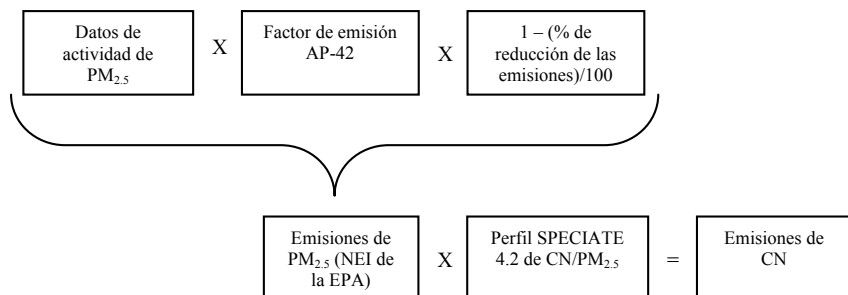 Datos de
actividad de
PM2.5
X
Factor de emisión
AP-42
X
1 – (% de
reducción de las
emisiones)/100
Emisiones de
PM2.5 (NEI de
la EPA)
X
Perfil SPECIATE
4.2 de CN/PM2.5
=
Emisiones de
CN